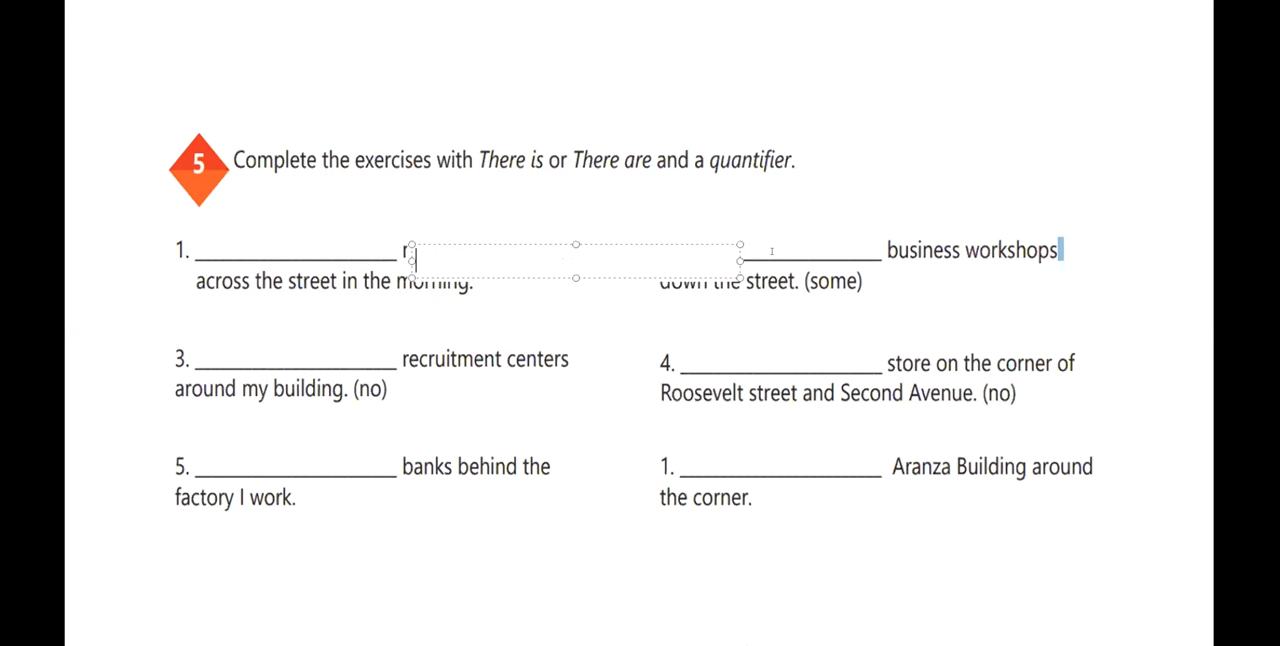 5 Complete the exercises with There is or There are and a quantifier.
1. ____________________
____________ business workshops
across the street in the morning.
down the street. (some)
3. ____________________ recruitment centers
around my building. (no)
4. ____________________ store on the corner of
Roosevelt street and Second Avenue. (no)
5. ____________________ banks behind the
factory I work.
1. ____________________ Aranza Building around
the corner.